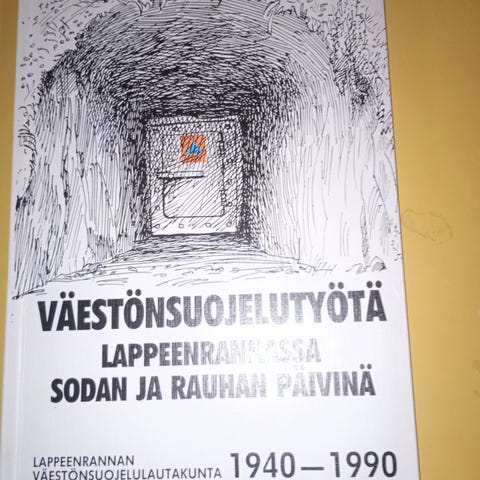 VÄESTÖNSUOJELUTYÖTÄ
LAPPEENRANNASSA
SODAN JA RAUHAN PÄIVINÄ
LAPPEENRANNAN
VÄESTÖNSUOJELULAUTAKUNTA 1940—1990